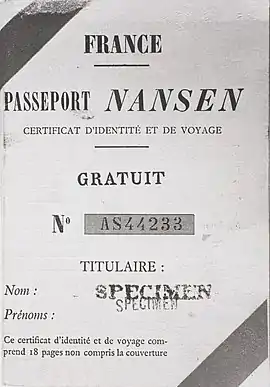 FRANCE
PASSEPORT NANSEN
CERTIFICAT D'IDENTITÉ ET DE VOYAGE
GRATUIT
No AS44233
TITULAIRE :
Nom : SPECIMEN
SPECIMEN
Prénoms :
Ce certificat d'identité et de voyage com-
prend 18 pages non compris la couverture